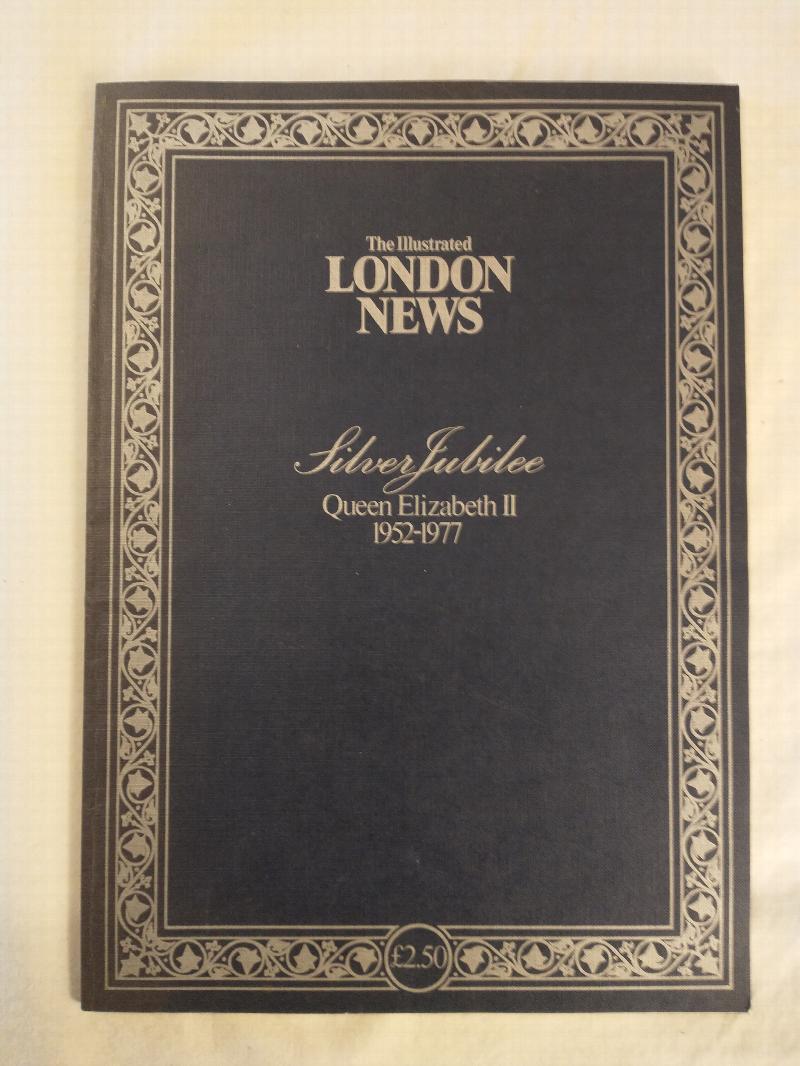 The Illustrated
LONDON
NEWS
Silver Jubilee
Queen Elizabeth II
1952-1977
£2.50